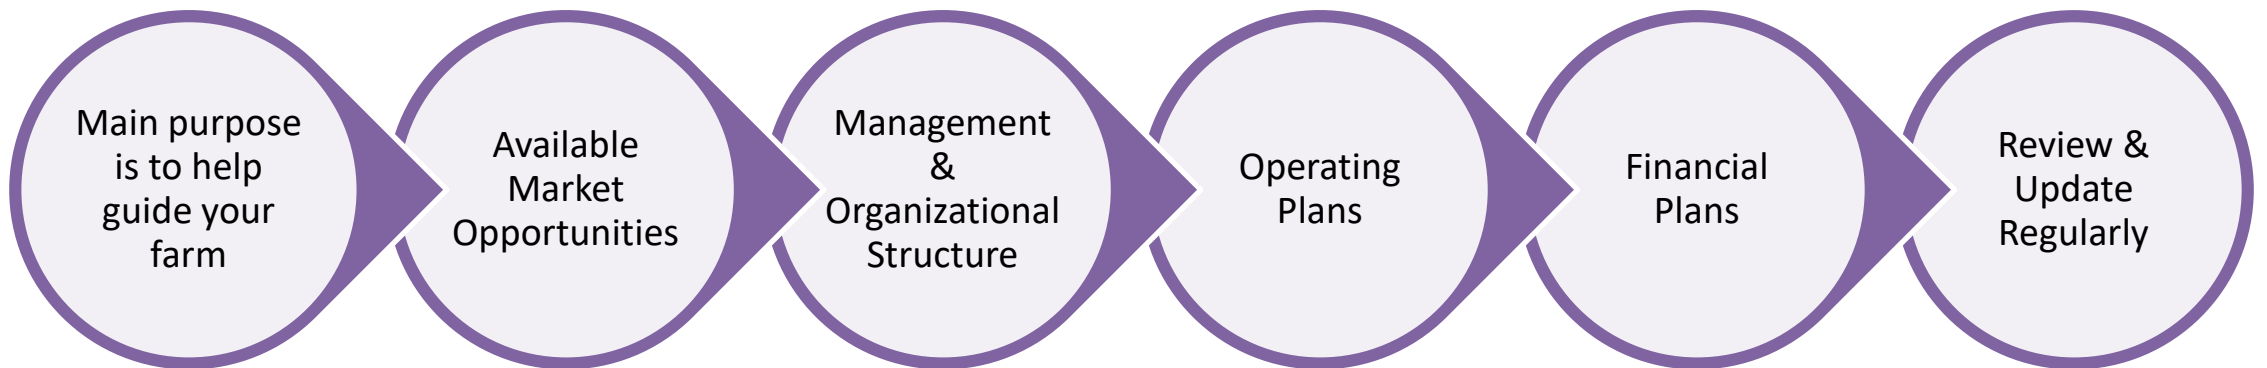 Main purpose
is to help
guide your
farm
Available
Market
Opportunities
Management
&
Organizational
Structure
Operating
Plans
Financial
Plans
Review &
Update
Regularly